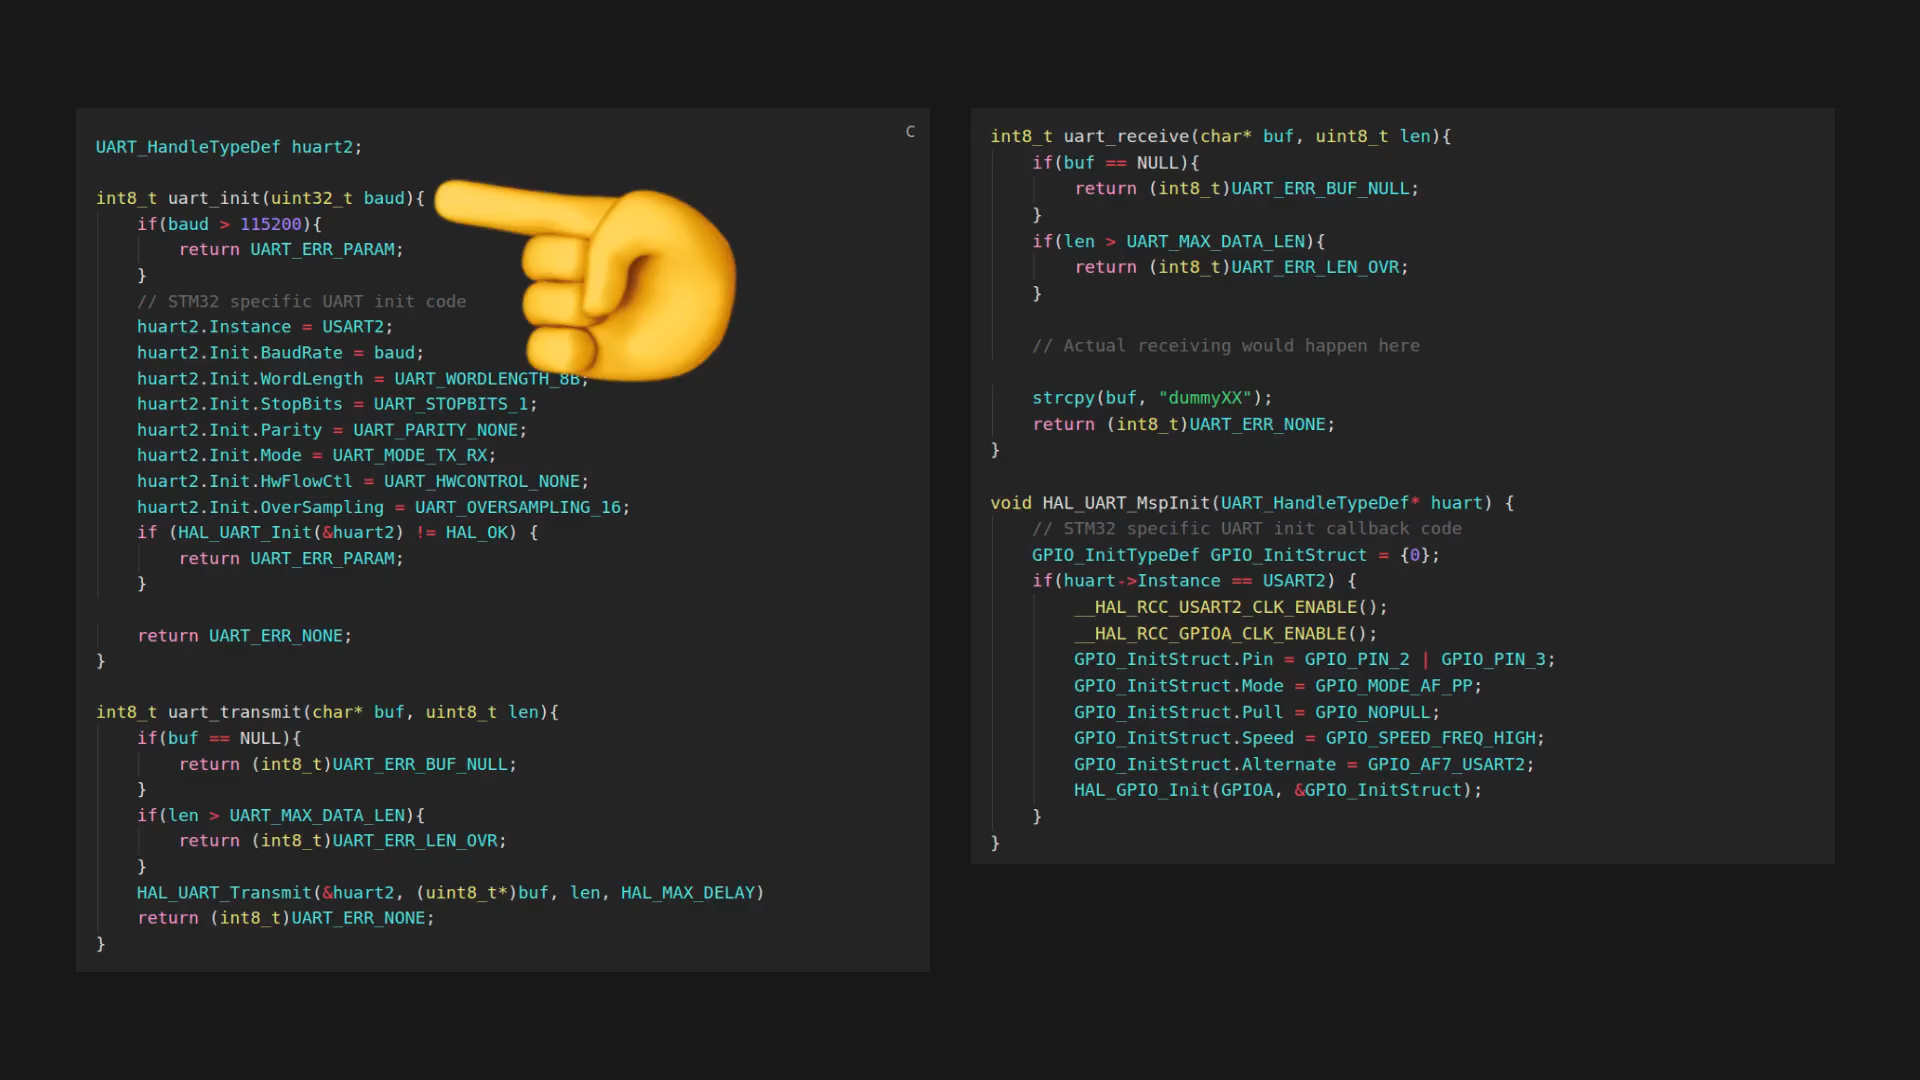 C
UART_HandleTypeDef huart2;
int8_t uart_init(uint32_t baud){
    if(baud > 115200){
        return UART_ERR_PARAM;
    }
    // STM32 specific UART init code
    huart2.Instance = USART2;
    huart2.Init.BaudRate = baud;
    huart2.Init.WordLength = UART_WORDLENGTH_8B;
    huart2.Init.StopBits = UART_STOPBITS_1;
    huart2.Init.Parity = UART_PARITY_NONE;
    huart2.Init.Mode = UART_MODE_TX_RX;
    huart2.Init.HwFlowCtl = UART_HWCONTROL_NONE;
    huart2.Init.OverSampling = UART_OVERSAMPLING_16;
    if (HAL_UART_Init(&huart2) != HAL_OK) {
        return UART_ERR_PARAM;
    }
    return UART_ERR_NONE;
}
int8_t uart_transmit(char* buf, uint8_t len){
    if(buf == NULL){
        return (int8_t)UART_ERR_BUF_NULL;
    }
    if(len > UART_MAX_DATA_LEN){
        return (int8_t)UART_ERR_LEN_OVR;
    }
    HAL_UART_Transmit(&huart2, (uint8_t*)buf, len, HAL_MAX_DELAY)
    return (int8_t)UART_ERR_NONE;
}
int8_t uart_receive(char* buf, uint8_t len){
    if(buf == NULL){
        return (int8_t)UART_ERR_BUF_NULL;
    }
    if(len > UART_MAX_DATA_LEN){
        return (int8_t)UART_ERR_LEN_OVR;
    }
    // Actual receiving would happen here
    strcpy(buf, "dummyXX");
    return (int8_t)UART_ERR_NONE;
}
void HAL_UART_MspInit(UART_HandleTypeDef* huart) {
    // STM32 specific UART init callback code
    GPIO_InitTypeDef GPIO_InitStruct = {0};
    if(huart->Instance == USART2) {
        __HAL_RCC_USART2_CLK_ENABLE();
        __HAL_RCC_GPIOA_CLK_ENABLE();
        GPIO_InitStruct.Pin = GPIO_PIN_2 | GPIO_PIN_3;
        GPIO_InitStruct.Mode = GPIO_MODE_AF_PP;
        GPIO_InitStruct.Pull = GPIO_NOPULL;
        GPIO_InitStruct.Speed = GPIO_SPEED_FREQ_HIGH;
        GPIO_InitStruct.Alternate = GPIO_AF7_USART2;
        HAL_GPIO_Init(GPIOA, &GPIO_InitStruct);
    }
}